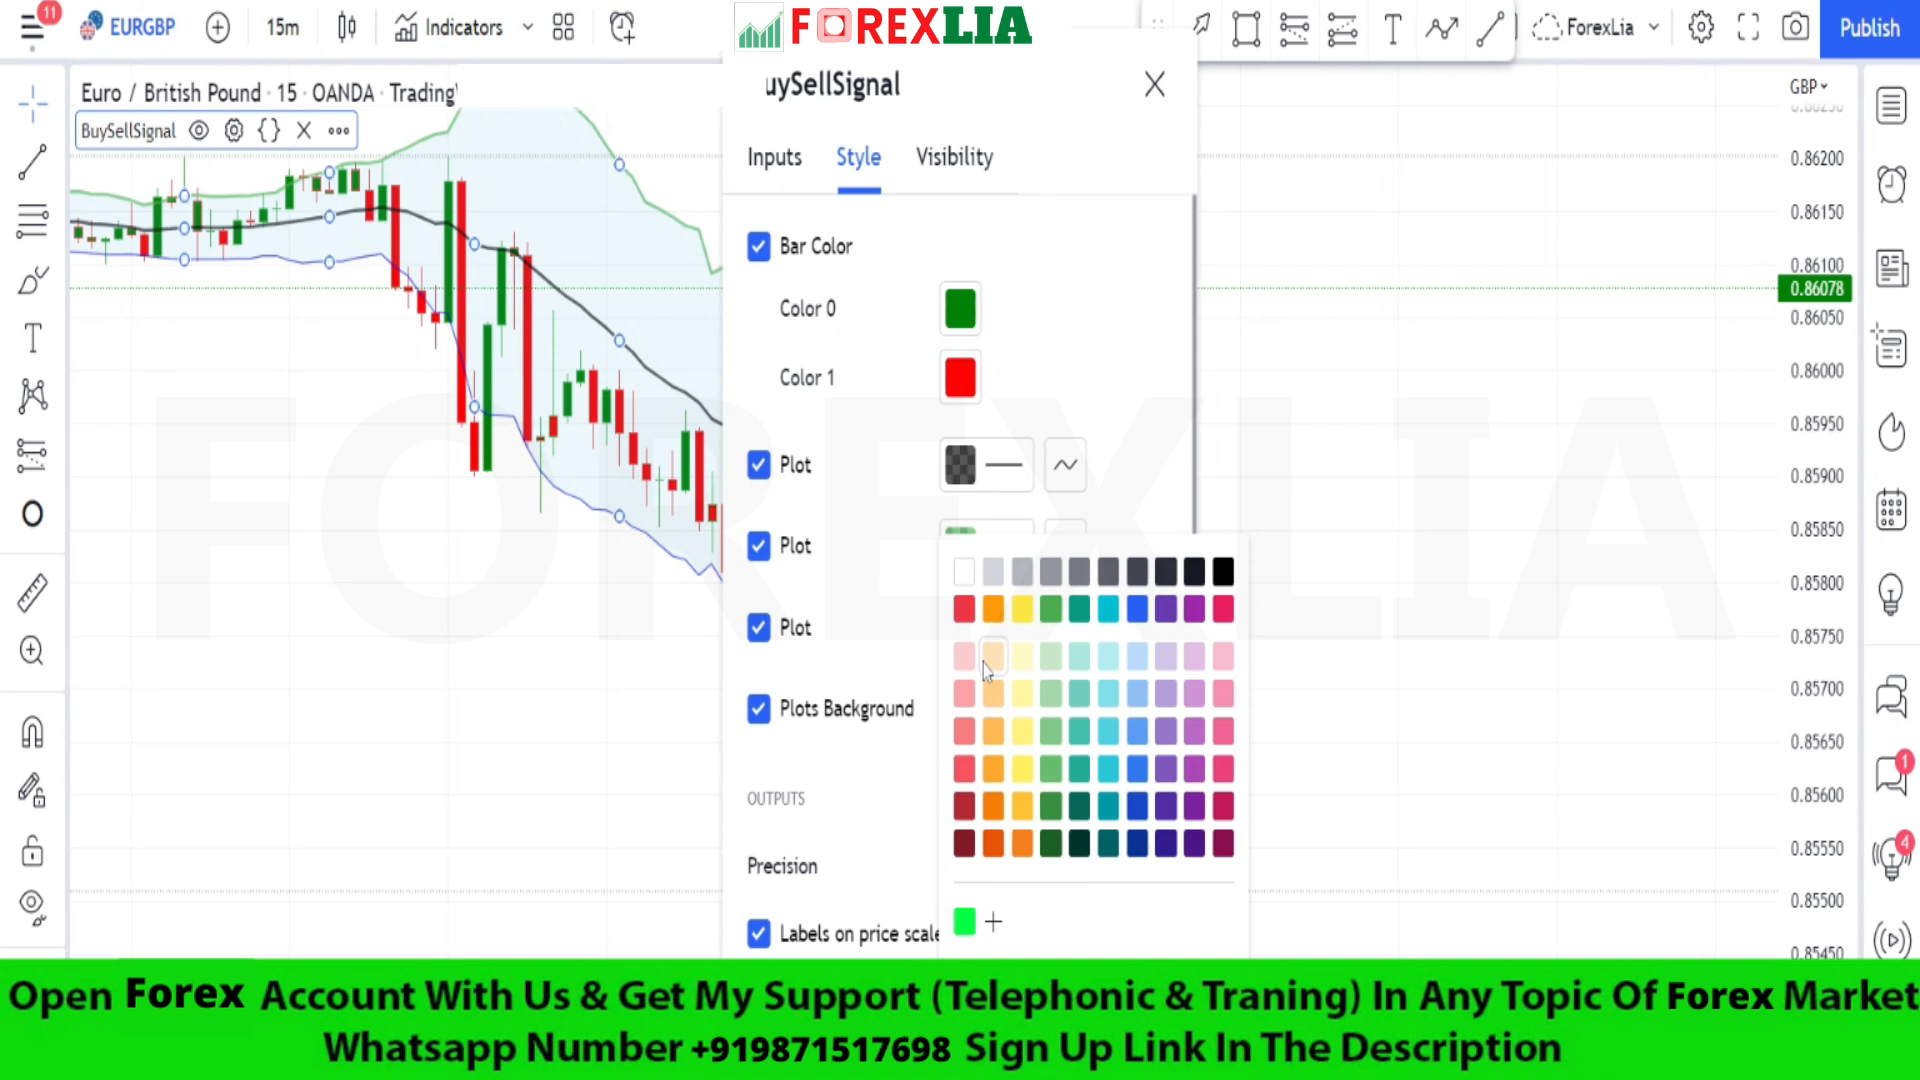 11
EURGBP
15m
Indicators
FOREXLIA
T
ForexLia
Publish
Euro / British Pound · 15 · OANDA · Trading
BuySellSignal
uySellSignal
Inputs
Style
Visibility
Bar Color
Color 0
Color 1
Plot
Plot
Plot
Plots Background
OUTPUTS
Precision
Labels on price scale
GBP
0.86250
0.86200
0.86150
0.86100
0.86078
0.86050
0.86000
0.85950
0.85900
0.85850
0.85800
0.85750
0.85700
0.85650
0.85600
0.85550
0.85500
0.85450
1
4
FOREXLIA
Open Forex Account With Us & Get My Support (Telephonic & Traning) In Any Topic Of Forex Market
Whatsapp Number +919871517698 Sign Up Link In The Description